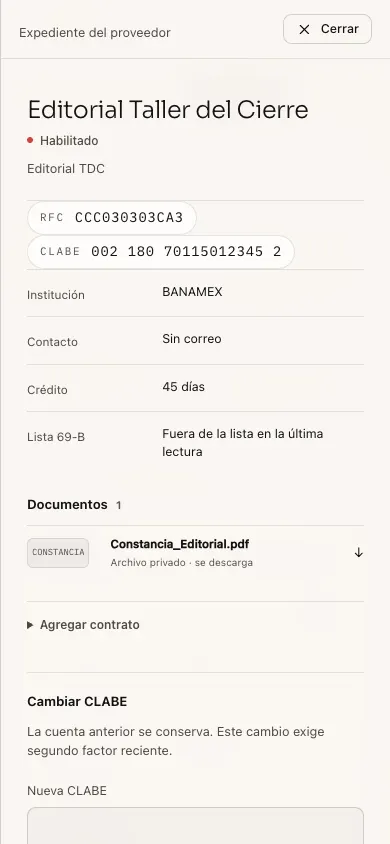 Expediente del proveedor
Cerrar
Editorial Taller del Cierre
Habilitado
Editorial TDC
RFC CCC030303CA3
CLABE 002 180 70115012345 2
Institución BANAMEX
Contacto Sin correo
Crédito 45 días
Lista 69-B Fuera de la lista en la última
lectura
Documentos 1
CONSTANCIA
Constancia_Editorial.pdf
Archivo privado · se descarga
Agregar contrato
Cambiar CLABE
La cuenta anterior se conserva. Este cambio exige
segundo factor reciente.
Nueva CLABE